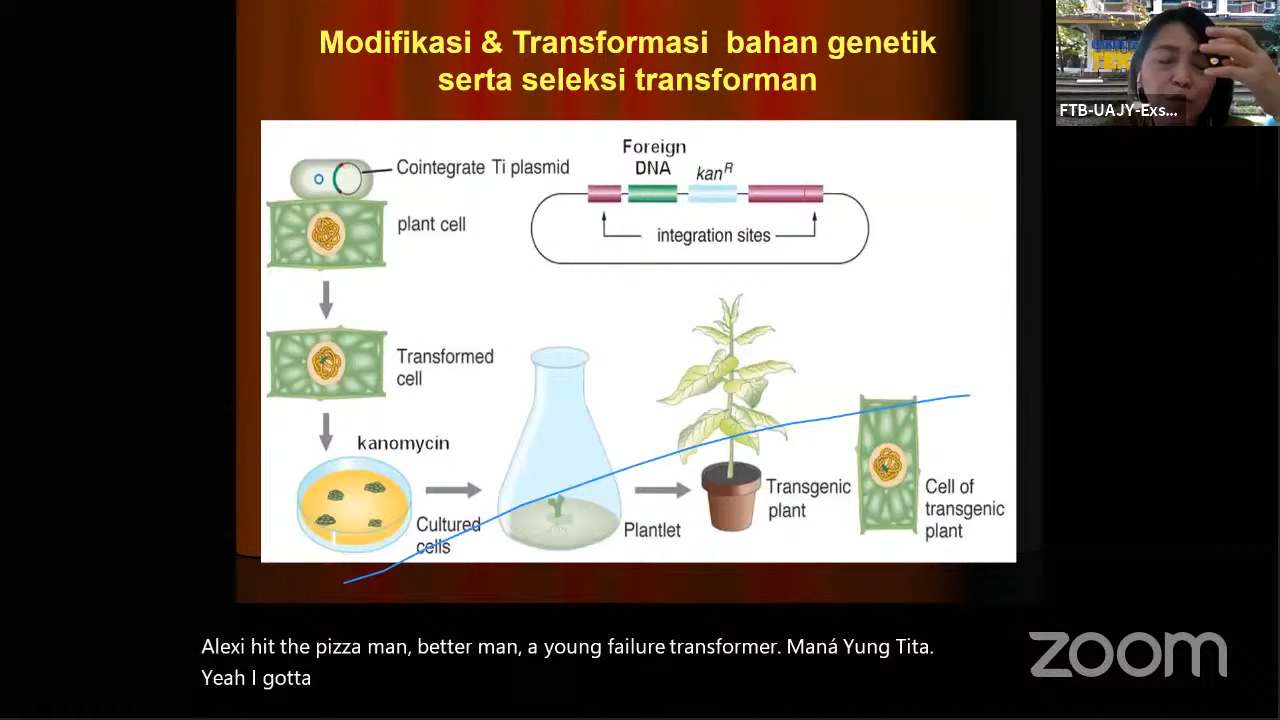 Modifikasi & Transformasi bahan genetik
serta seleksi transforman
FTB-UAJY-Exs...
Cointegrate Ti plasmid
plant cell
Foreign
DNA
kanR
integration sites
Transformed
cell
kanomycin
Cultured
cells
Plantlet
Transgenic
plant
Cell of
transgenic
plant
Alexi hit the pizza man, better man, a young failure transformer. Maná Yung Tita.
Yeah I gotta
zoom